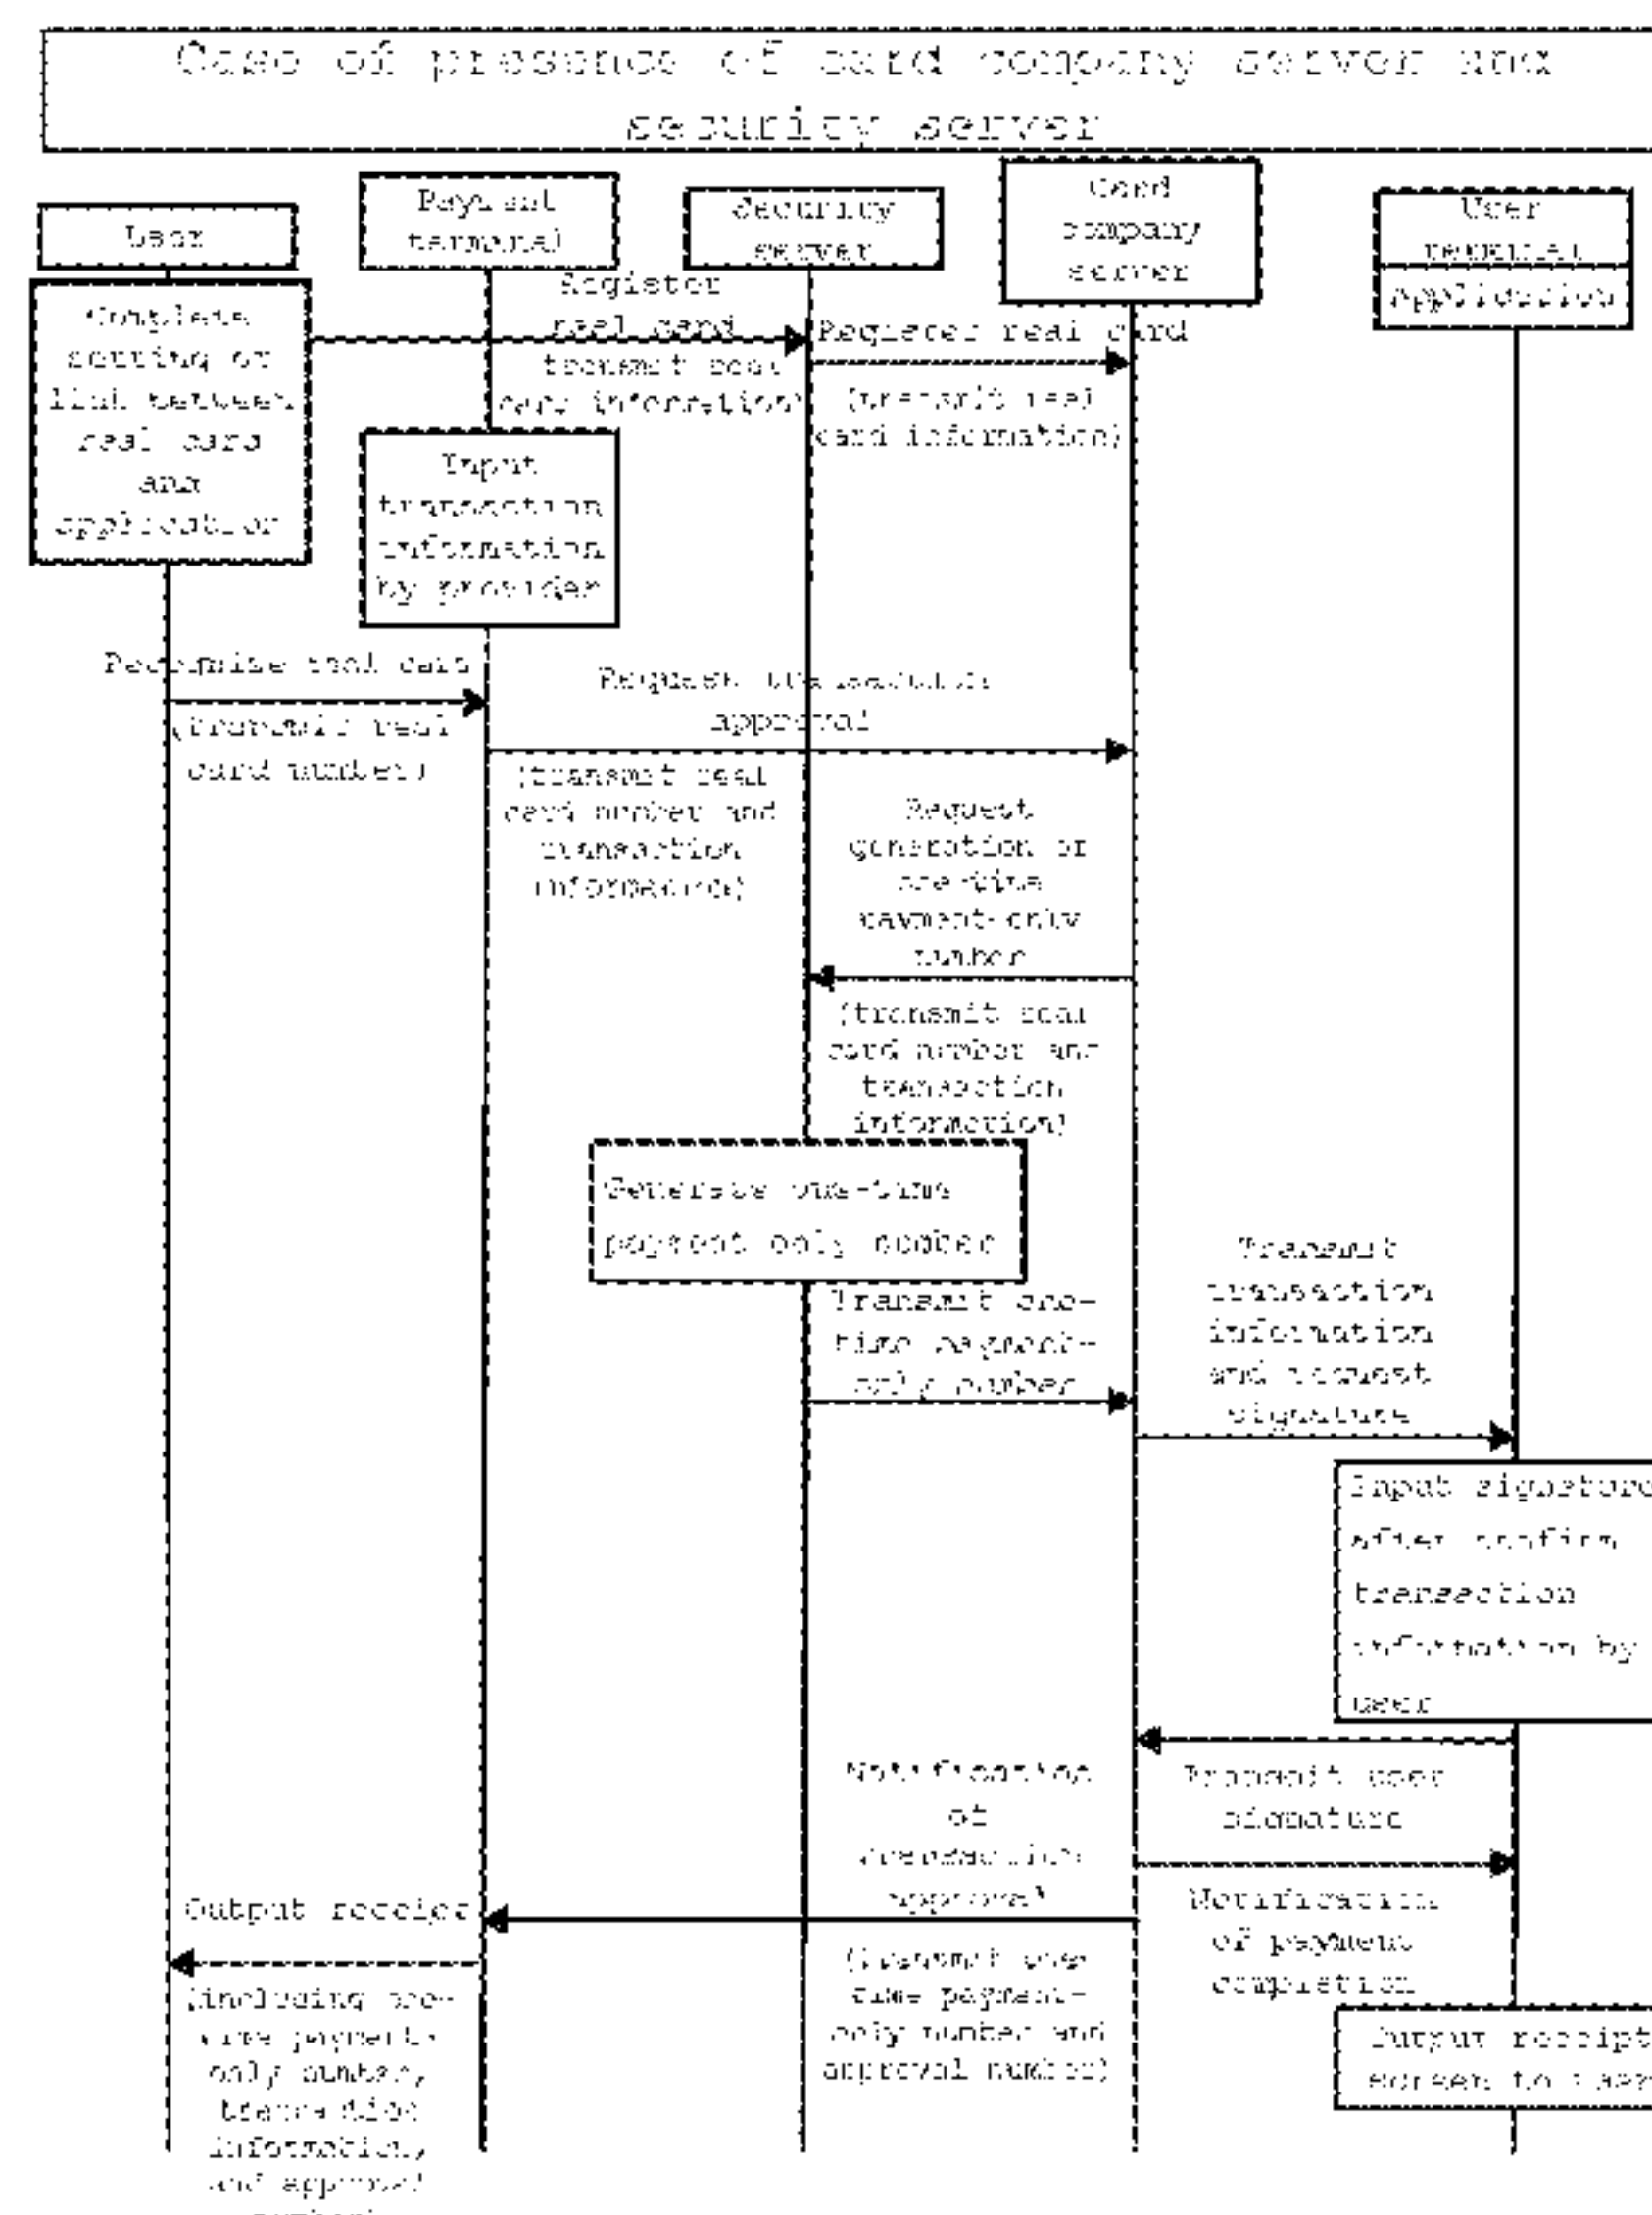 Case of presence of card company server and
security server
User
Payment
terminal
Security
server
Card
company
server
User
terminal
Application
Complete
setting of
link between
real card
and
application
Register
real card
transmit real
card information)
Register real card
(transmit real
card information)
Input
transaction
information
by provider
Recognize real card
(transmit real
card number)
Request transaction
approval
(transmit real
card number and
transaction
information)
Request
generation of
one-time
payment-only
number
(transmit real
card number and
transaction
information)
Generate one-time
payment only number
Transmit one-
time payment-
only number
Transmit
transaction
information
and request
signature
Input signature
after confirm
transaction
information by
user
Transmit user
signature
Notification
of
transaction
approval
(transmit one-
time payment-
only number and
approval number)
Notification
of payment
completion
Output receipt
(including one-
time payment-
only number,
transaction
information,
and approval
number)
Output receipt
screen to user